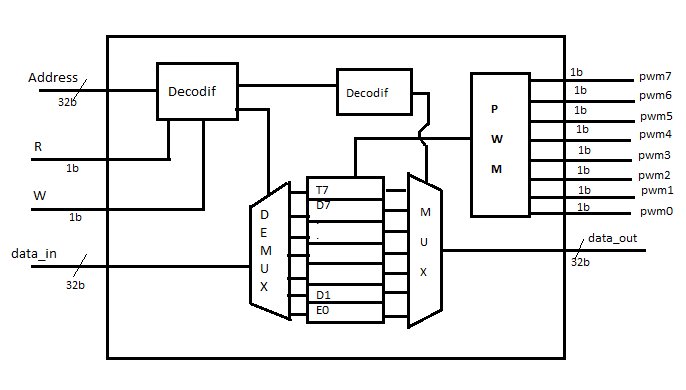 Address
32b
R
1b
W
1b
data_in
32b
Decodif
Decodif
D
E
M
U
X
T7
D7
.
.
D1
E0
M
U
X
P
W
M
1b
pwm7
1b
pwm6
1b
pwm5
1b
pwm4
1b
pwm3
1b
pwm2
1b
pwm1
1b
pwm0
data_out
32b